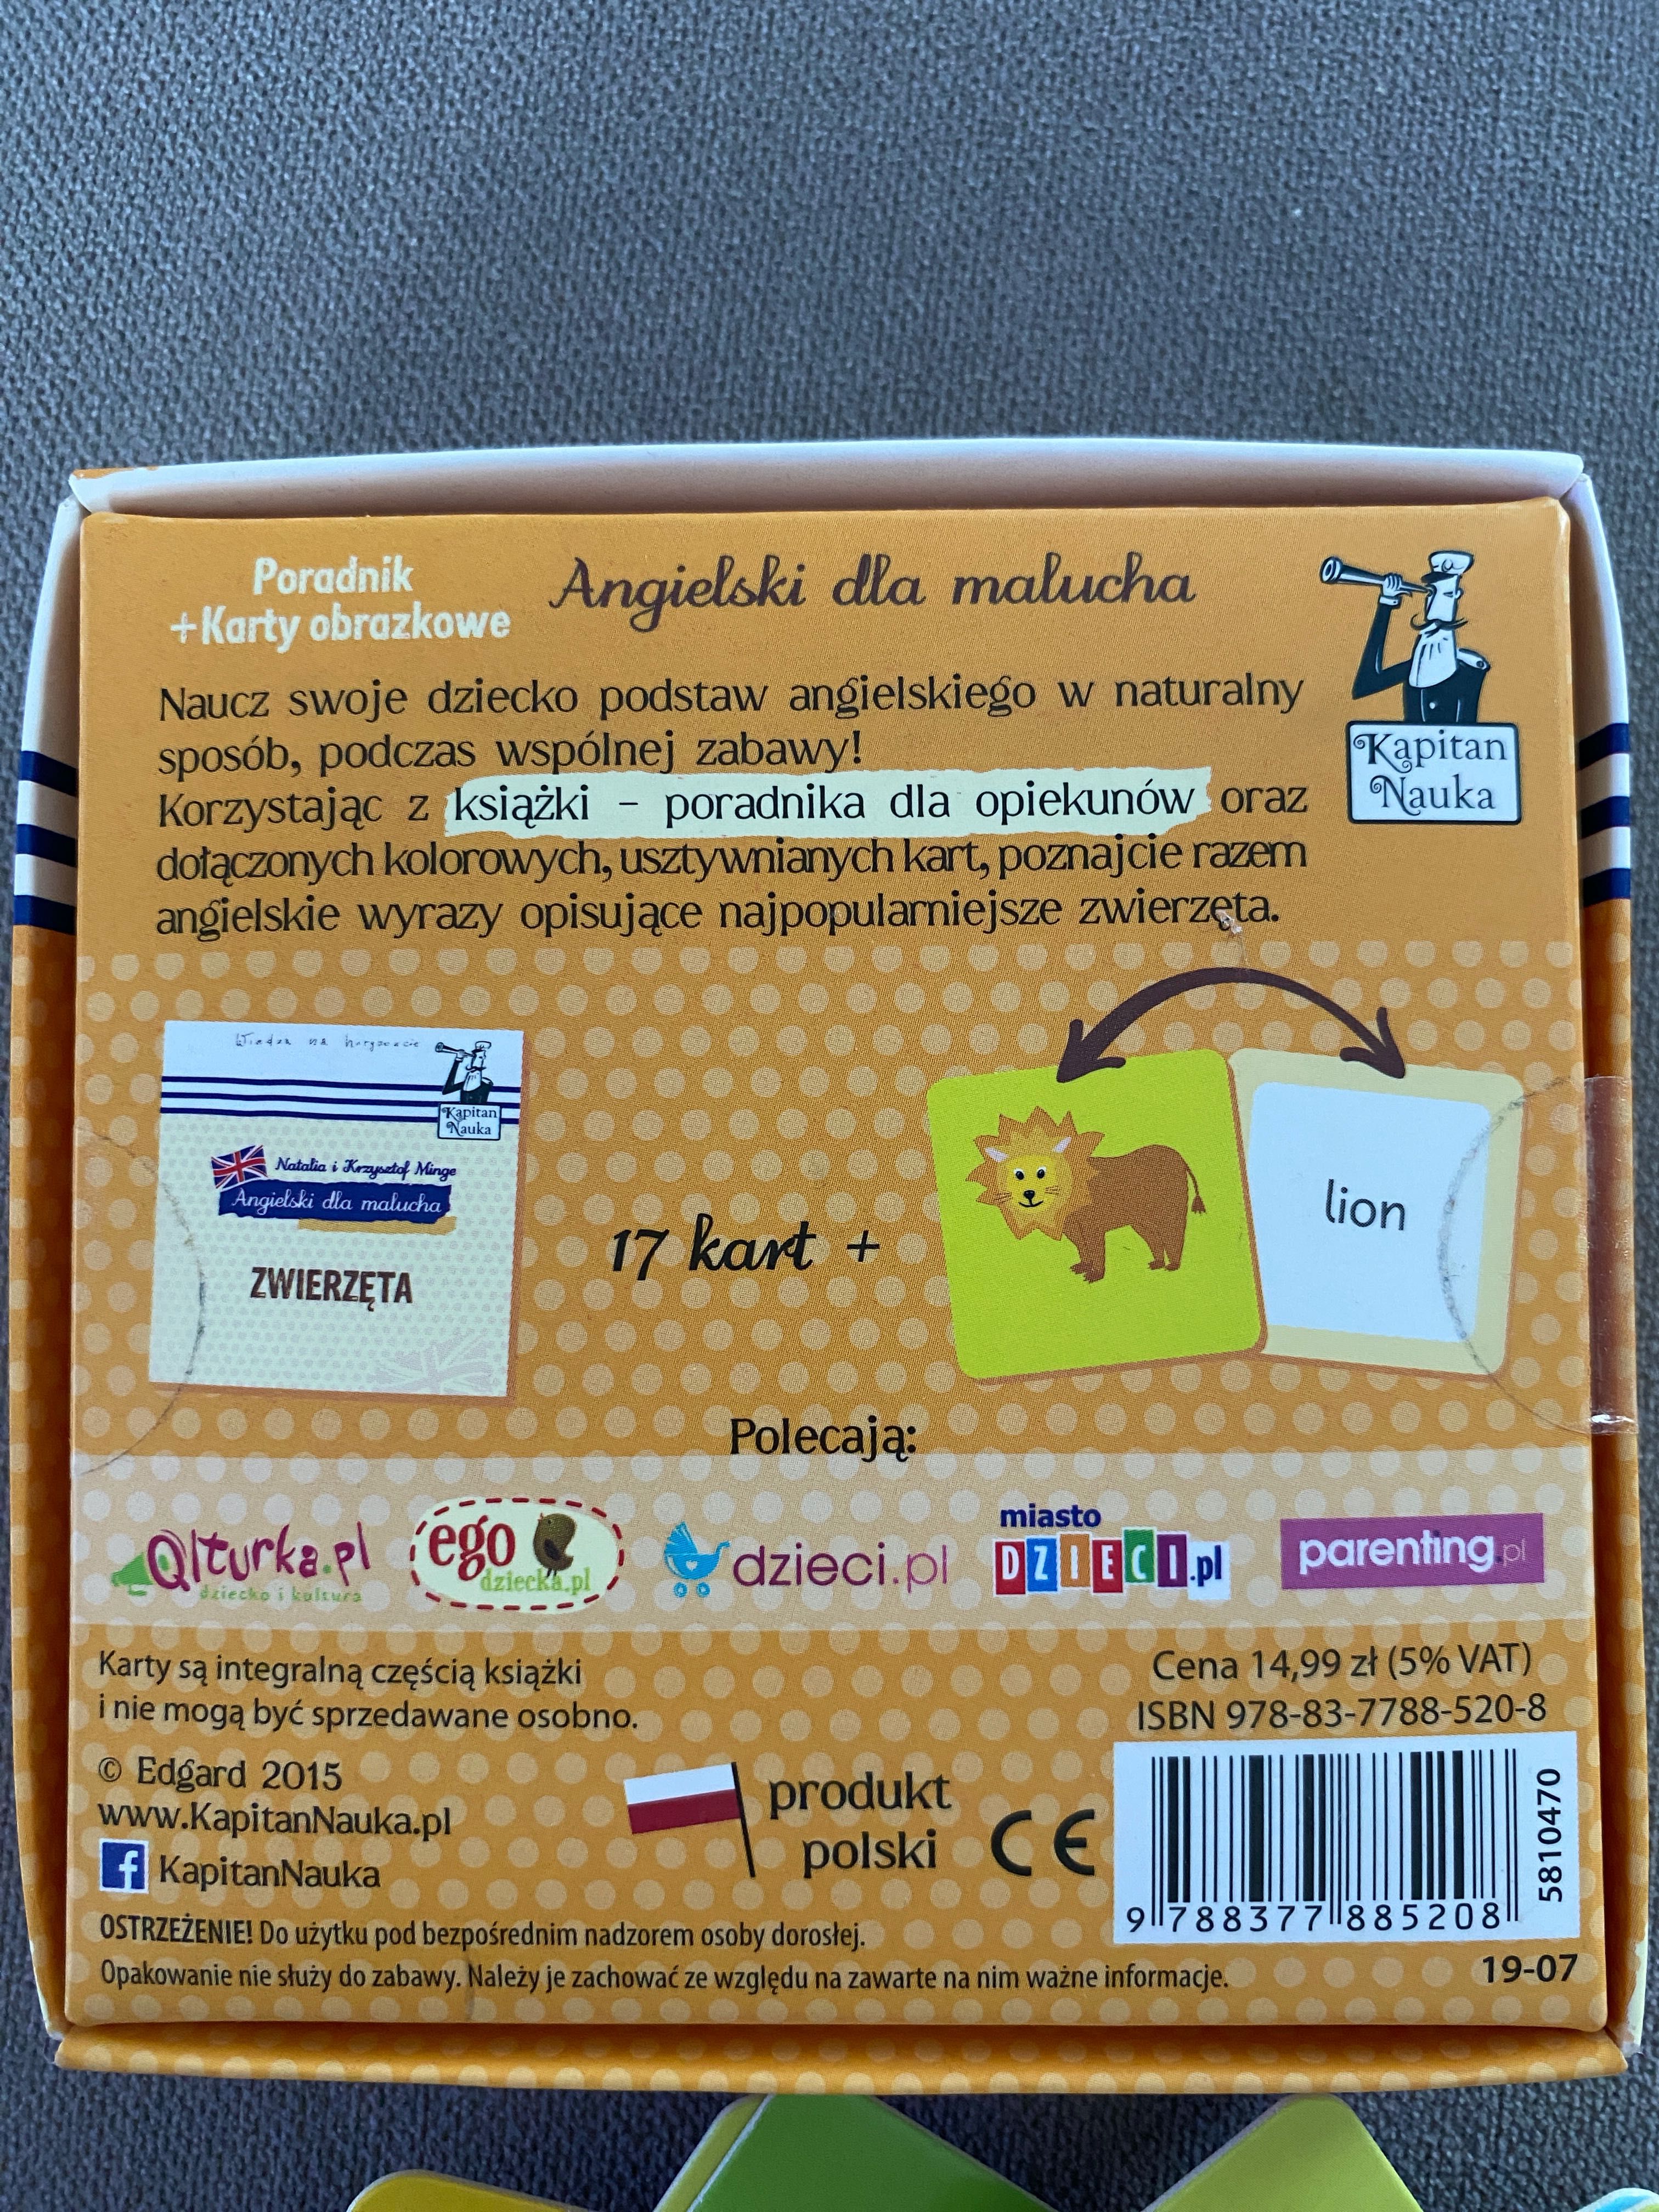 Poradnik
+Karty obrazkowe
Angielski dla malucha
Kapitan
Nauka
Naucz swoje dziecko podstaw angielskiego w naturalny
sposób, podczas wspólnej zabawy!
Korzystając z książki – poradnika dla opiekunów oraz
dołączonych kolorowych, usztywnianych kart, poznajcie razem
angielskie wyrazy opisujące najpopularniejsze zwierzęta.
Wiedza na horyzoncie
Kapitan
Nauka
Natalia i Krzysztof Minge
Angielski dla malucha
ZWIERZĘTA
17 kart +
lion
Polecają:
Qlturka.pl
dziecko i kultura
ego
dziecka.pl
dzieci.pl
miasto
DZIECI.pl
parenting.pl
Karty są integralną częścią książki
i nie mogą być sprzedawane osobno.
Cena 14,99 zł (5% VAT)
ISBN 978-83-7788-520-8
© Edgard 2015
www.KapitanNauka.pl
f KapitanNauka
produkt
polski
CE
9 788377 885208
5810470
OSTRZEŻENIE! Do użytku pod bezpośrednim nadzorem osoby dorosłej.
Opakowanie nie służy do zabawy. Należy je zachować ze względu na zawarte na nim ważne informacje.
19-07